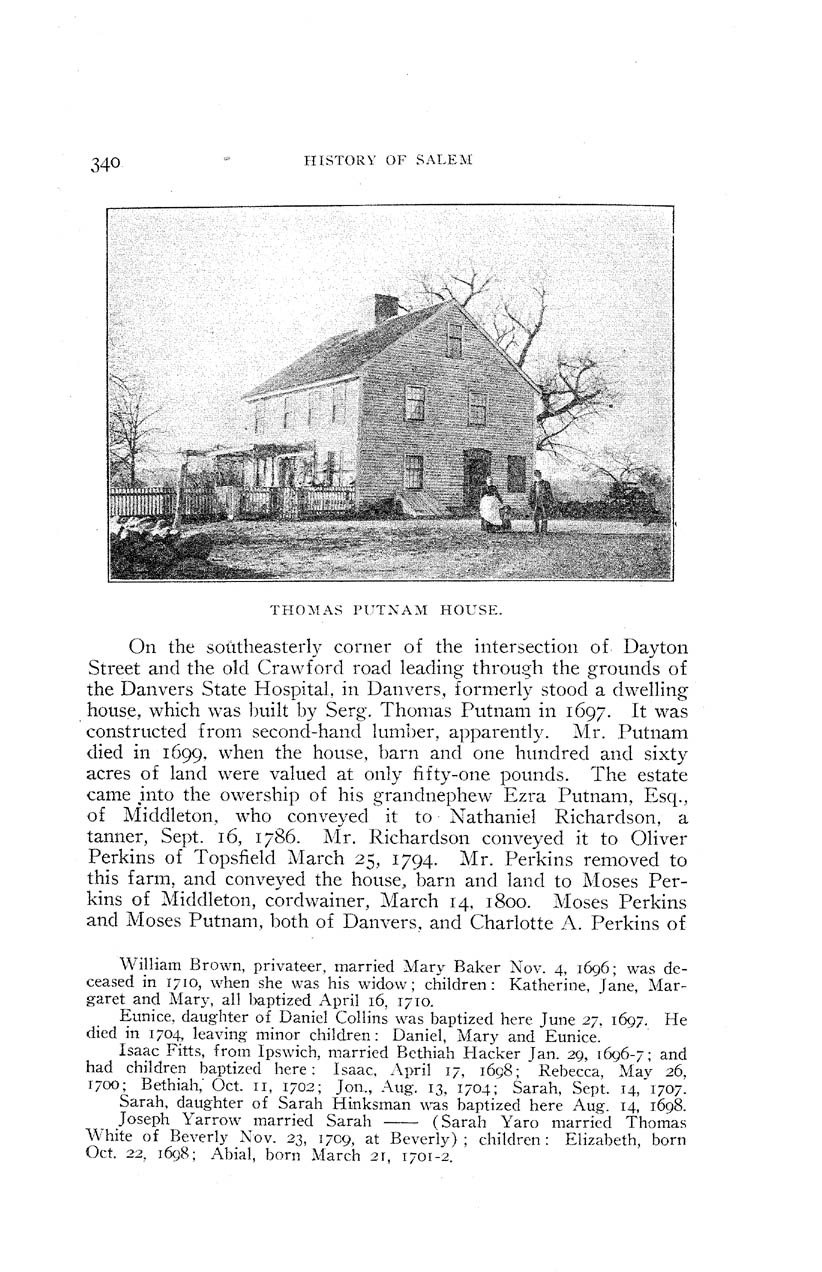 340
HISTORY OF SALEM
THOMAS PUTNAM HOUSE.
On the southeasterly corner of the intersection of Dayton
Street and the old Crawford road leading through the grounds of
the Danvers State Hospital, in Danvers, formerly stood a dwelling
house, which was built by Serg. Thomas Putnam in 1697. It was
constructed from second-hand lumber, apparently. Mr. Putnam
died in 1699, when the house, barn and one hundred and sixty
acres of land were valued at only fifty-one pounds. The estate
came into the owership of his grandnephew Ezra Putnam, Esq.,
of Middleton, who conveyed it to Nathaniel Richardson, a
tanner, Sept. 16, 1786. Mr. Richardson conveyed it to Oliver
Perkins of Topsfield March 25, 1794. Mr. Perkins removed to
this farm, and conveyed the house, barn and land to Moses Per-
kins of Middleton, cordwainer, March 14, 1800. Moses Perkins
and Moses Putnam, both of Danvers, and Charlotte A. Perkins of
William Brown, privateer, married Mary Baker Nov. 4, 1696; was de-
ceased in 1710, when she was his widow; children: Katherine, Jane, Mar-
garet and Mary, all baptized April 16, 1710.
Eunice, daughter of Daniel Collins was baptized here June 27, 1697. He
died in 1704, leaving minor children: Daniel, Mary and Eunice.
Isaac Fitts, from Ipswich, married Bethiah Hacker Jan. 29, 1696-7; and
had children baptized here: Isaac, April 17, 1698; Rebecca, May 26,
1700; Bethiah, Oct. 11, 1702; Jon., Aug. 13, 1704; Sarah, Sept. 14, 1707.
Sarah, daughter of Sarah Hinksman was baptized here Aug. 14, 1698.
Joseph Yarrow married Sarah —— (Sarah Yaro married Thomas
White of Beverly Nov. 23, 1709, at Beverly); children: Elizabeth, born
Oct. 22, 1698; Abial, born March 21, 1701-2.